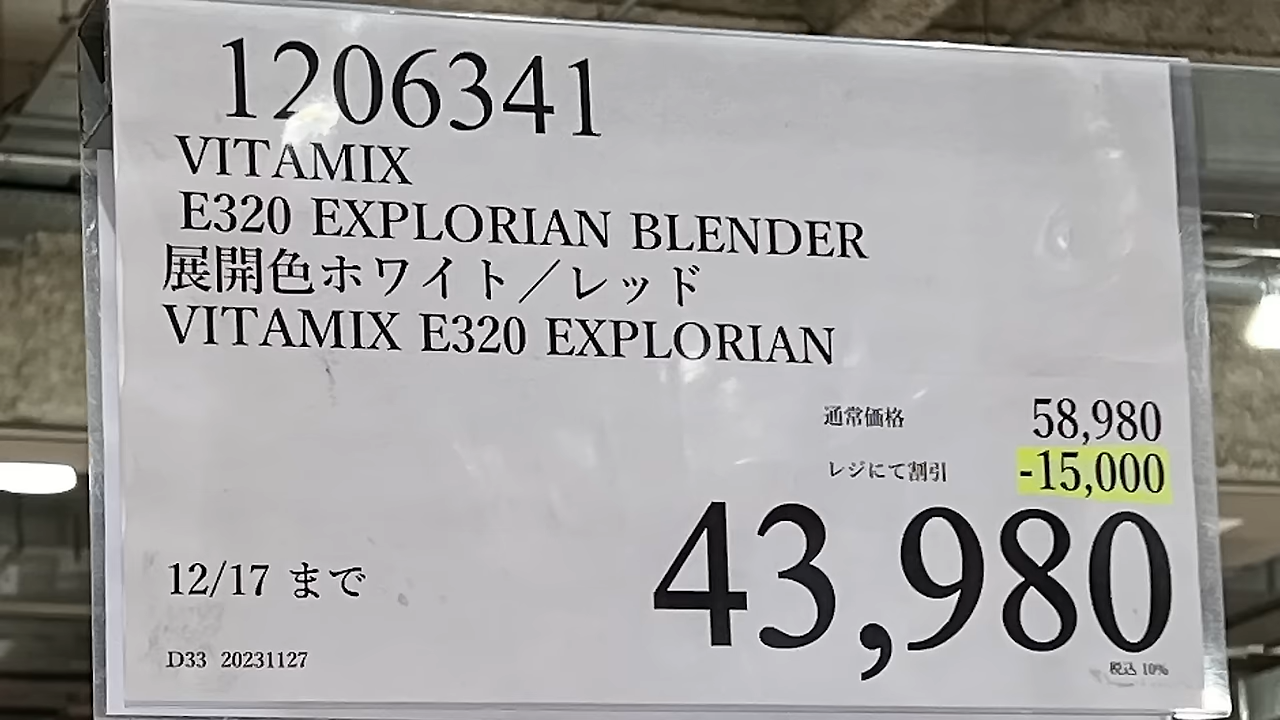 1206341
VITAMIX
E320 EXPLORIAN BLENDER
展開色ホワイト／レッド
VITAMIX E320 EXPLORIAN
通常価格 58,980
レジにて割引 -15,000
43,980
12/17 まで
税込 10%
D33 20231127